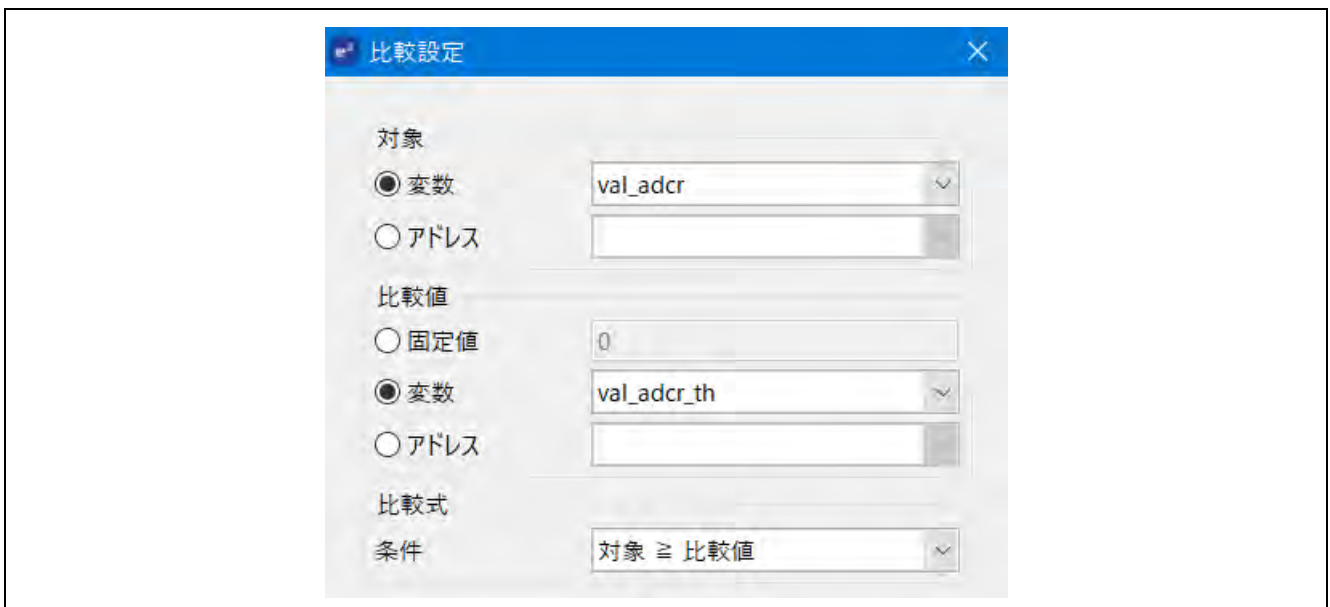 e² 比較設定
対象
変数 val_adcr
アドレス
比較値
固定値 0
変数 val_adcr_th
アドレス
比較式
条件 対象 ≧ 比較値